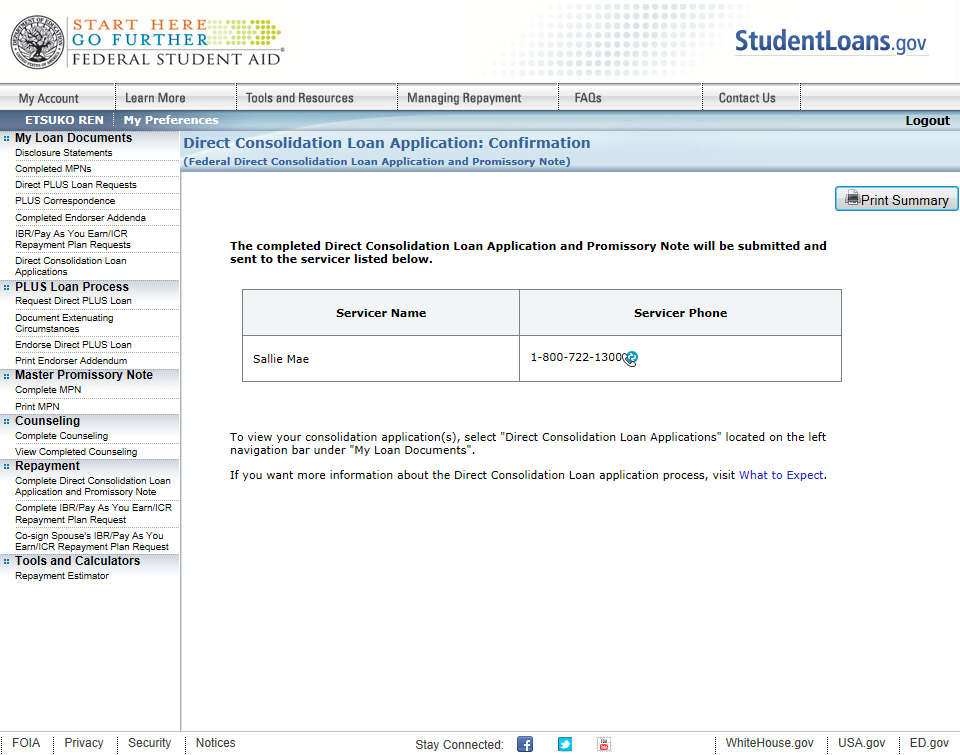 START HERE
GO FURTHER
FEDERAL STUDENT AID®
StudentLoans.gov
My Account
Learn More
Tools and Resources
Managing Repayment
FAQs
Contact Us
ETSUKO REN
My Preferences
Logout
My Loan Documents
Disclosure Statements
Completed MPNs
Direct PLUS Loan Requests
PLUS Correspondence
Completed Endorser Addenda
IBR/Pay As You Earn/ICR
Repayment Plan Requests
Direct Consolidation Loan
Applications
PLUS Loan Process
Request Direct PLUS Loan
Document Extenuating
Circumstances
Endorse Direct PLUS Loan
Print Endorser Addendum
Master Promissory Note
Complete MPN
Print MPN
Counseling
Complete Counseling
View Completed Counseling
Repayment
Complete Direct Consolidation Loan
Application and Promissory Note
Complete IBR/Pay As You Earn/ICR
Repayment Plan Request
Co-sign Spouse's IBR/Pay As You
Earn/ICR Repayment Plan Request
Tools and Calculators
Repayment Estimator
Direct Consolidation Loan Application: Confirmation
(Federal Direct Consolidation Loan Application and Promissory Note)
Print Summary
The completed Direct Consolidation Loan Application and Promissory Note will be submitted and
sent to the servicer listed below.
Servicer Name
Servicer Phone
Sallie Mae
1-800-722-1300
To view your consolidation application(s), select "Direct Consolidation Loan Applications" located on the left
navigation bar under "My Loan Documents".
If you want more information about the Direct Consolidation Loan application process, visit What to Expect.
FOIA
Privacy
Security
Notices
Stay Connected:
WhiteHouse.gov
USA.gov
ED.gov